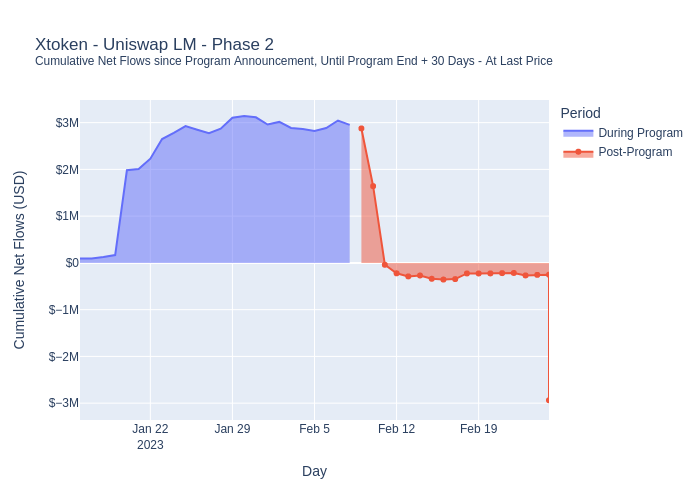 Xtoken - Uniswap LM - Phase 2
Cumulative Net Flows since Program Announcement, Until Program End + 30 Days - At Last Price
Period
During Program
Post-Program
Cumulative Net Flows (USD)
$3M
$2M
$1M
$0
$−1M
$−2M
$−3M
Jan 22
2023
Jan 29
Feb 5
Feb 12
Feb 19
Day